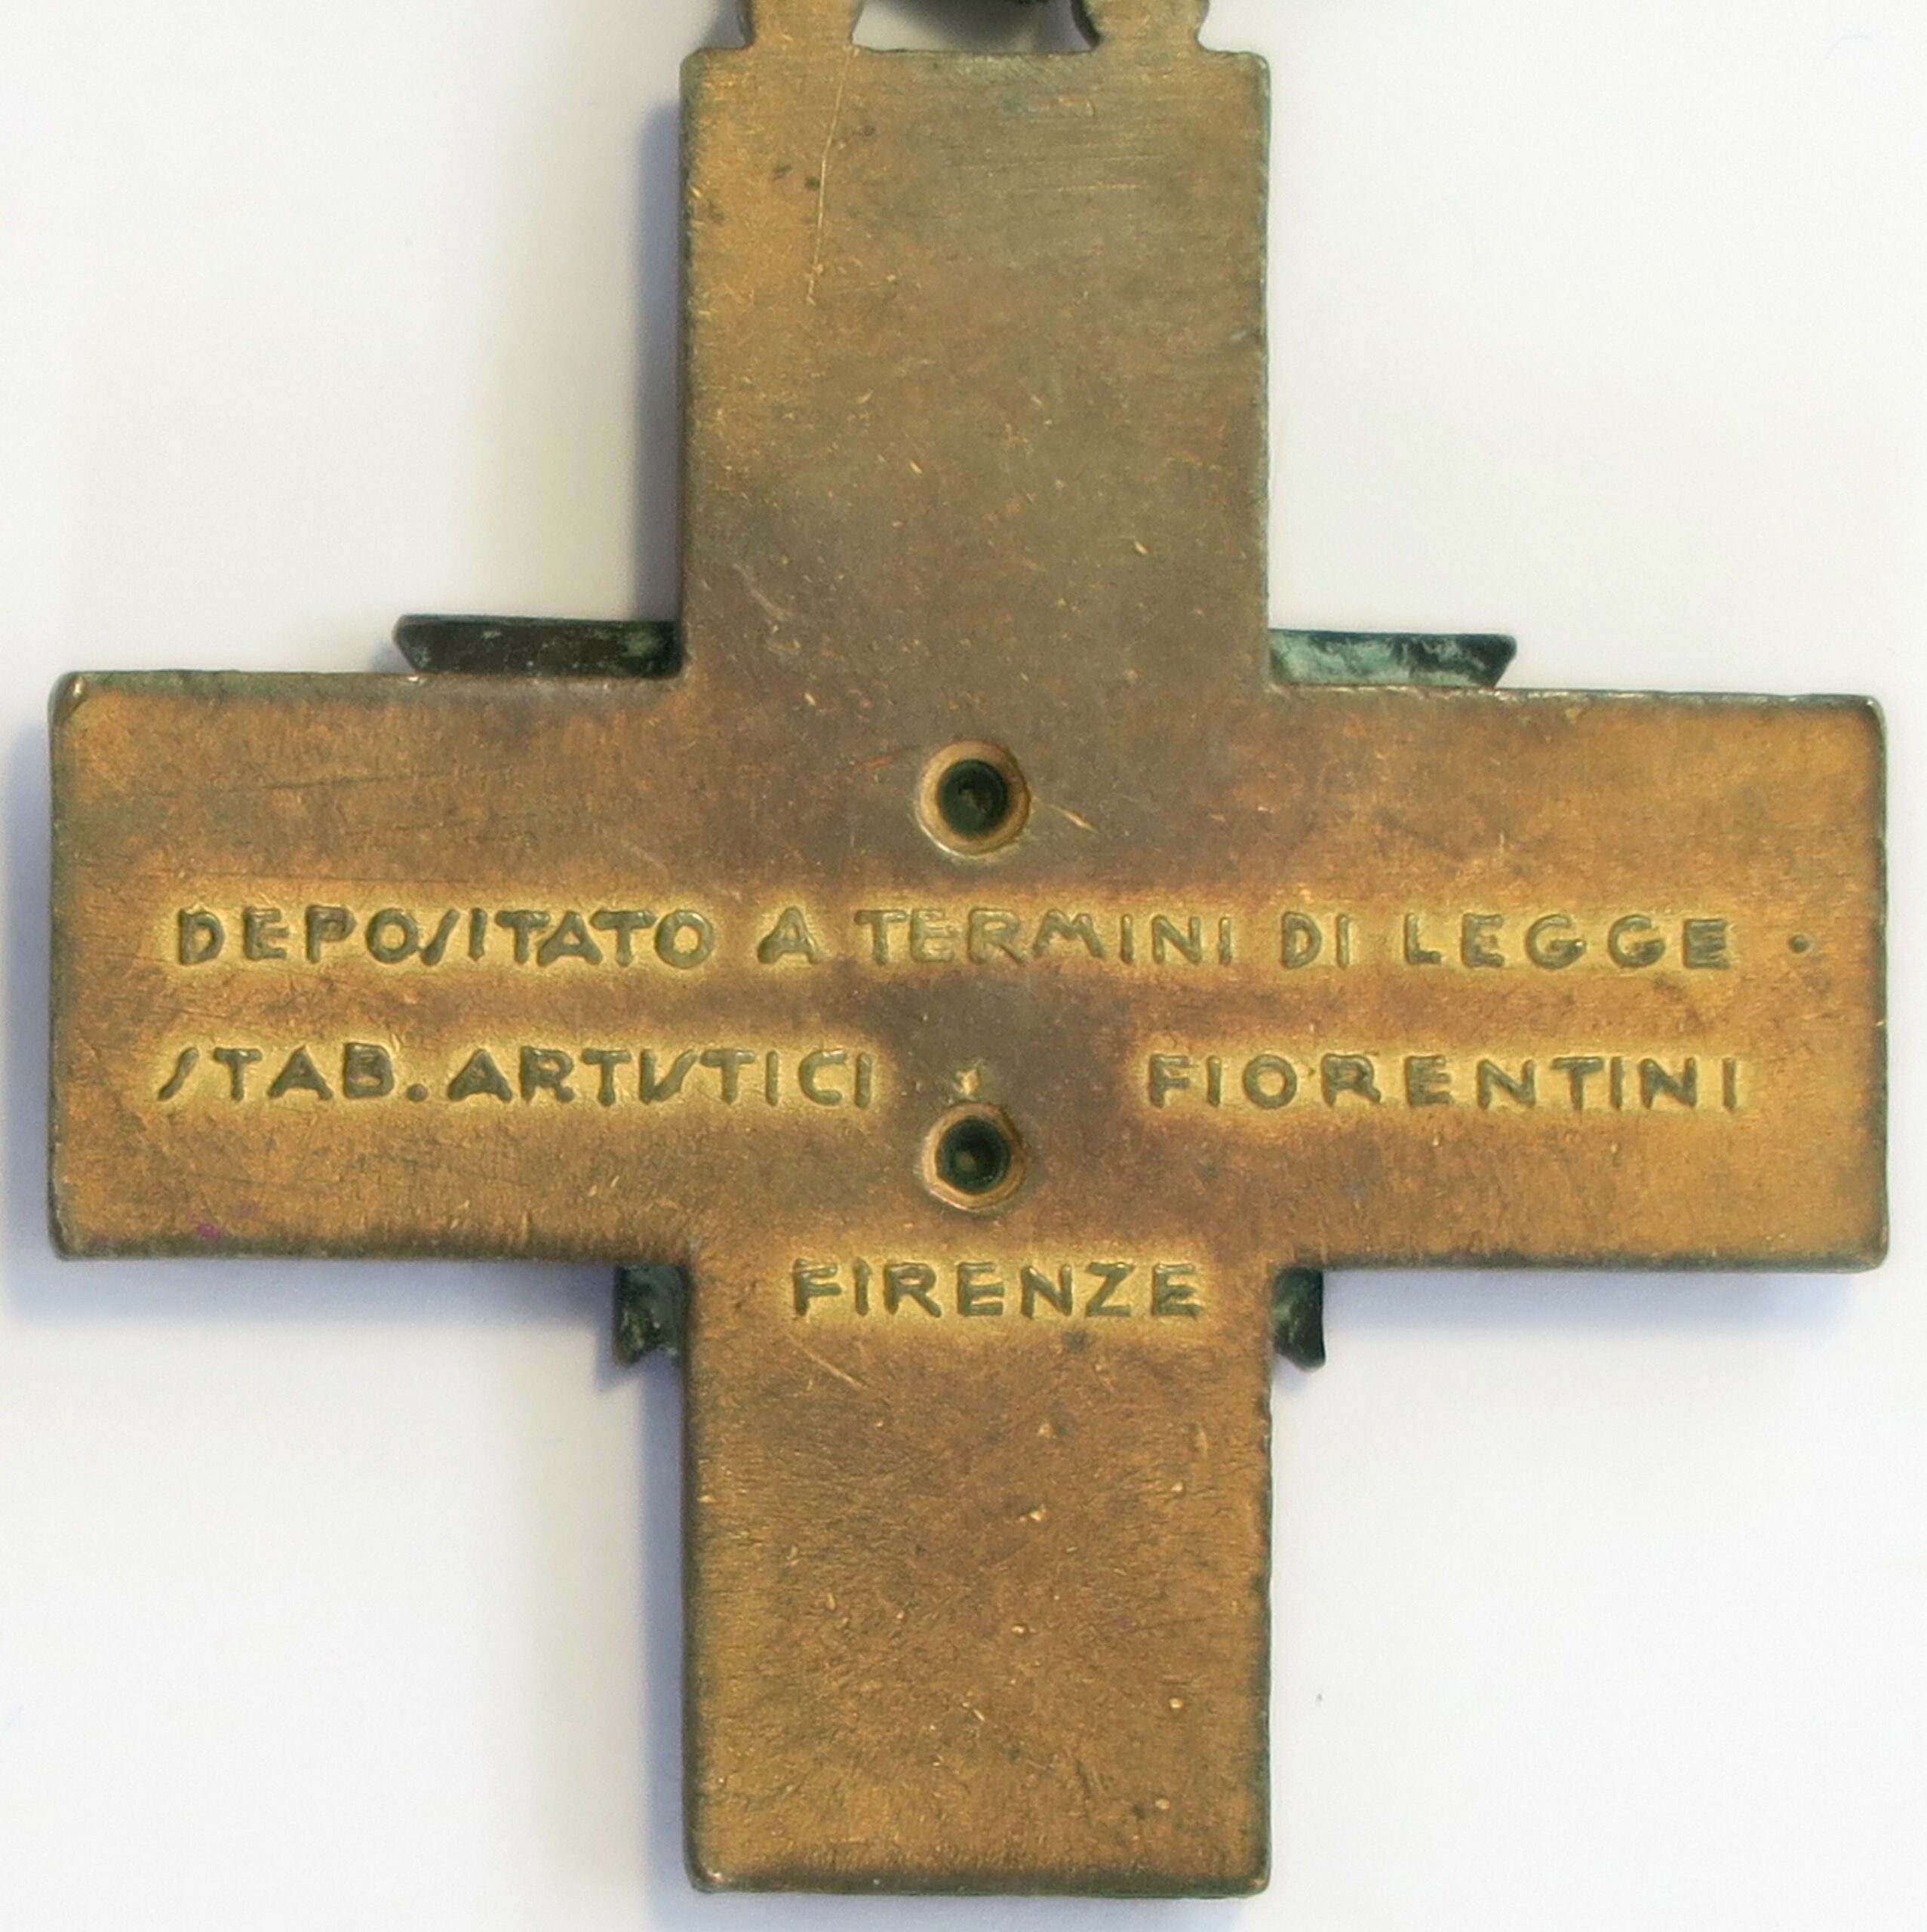 DEPOSITATO A TERMINI DI LEGGE .
STAB. ARTISTICI FIORENTINI
FIRENZE